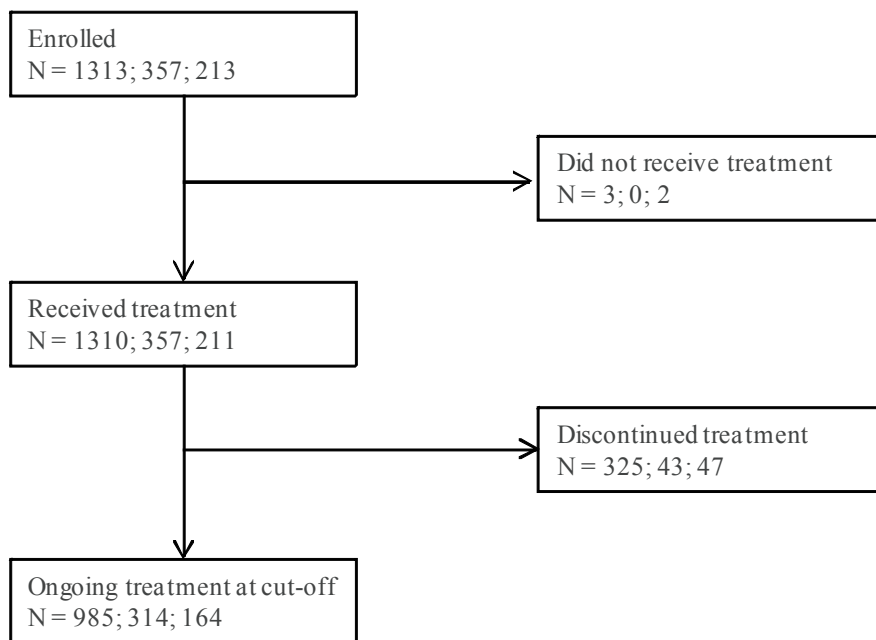 Enrolled
N = 1313; 357; 213
Did not receive treatment
N = 3; 0; 2
Received treatment
N = 1310; 357; 211
Discontinued treatment
N = 325; 43; 47
Ongoing treatment at cut-off
N = 985; 314; 164